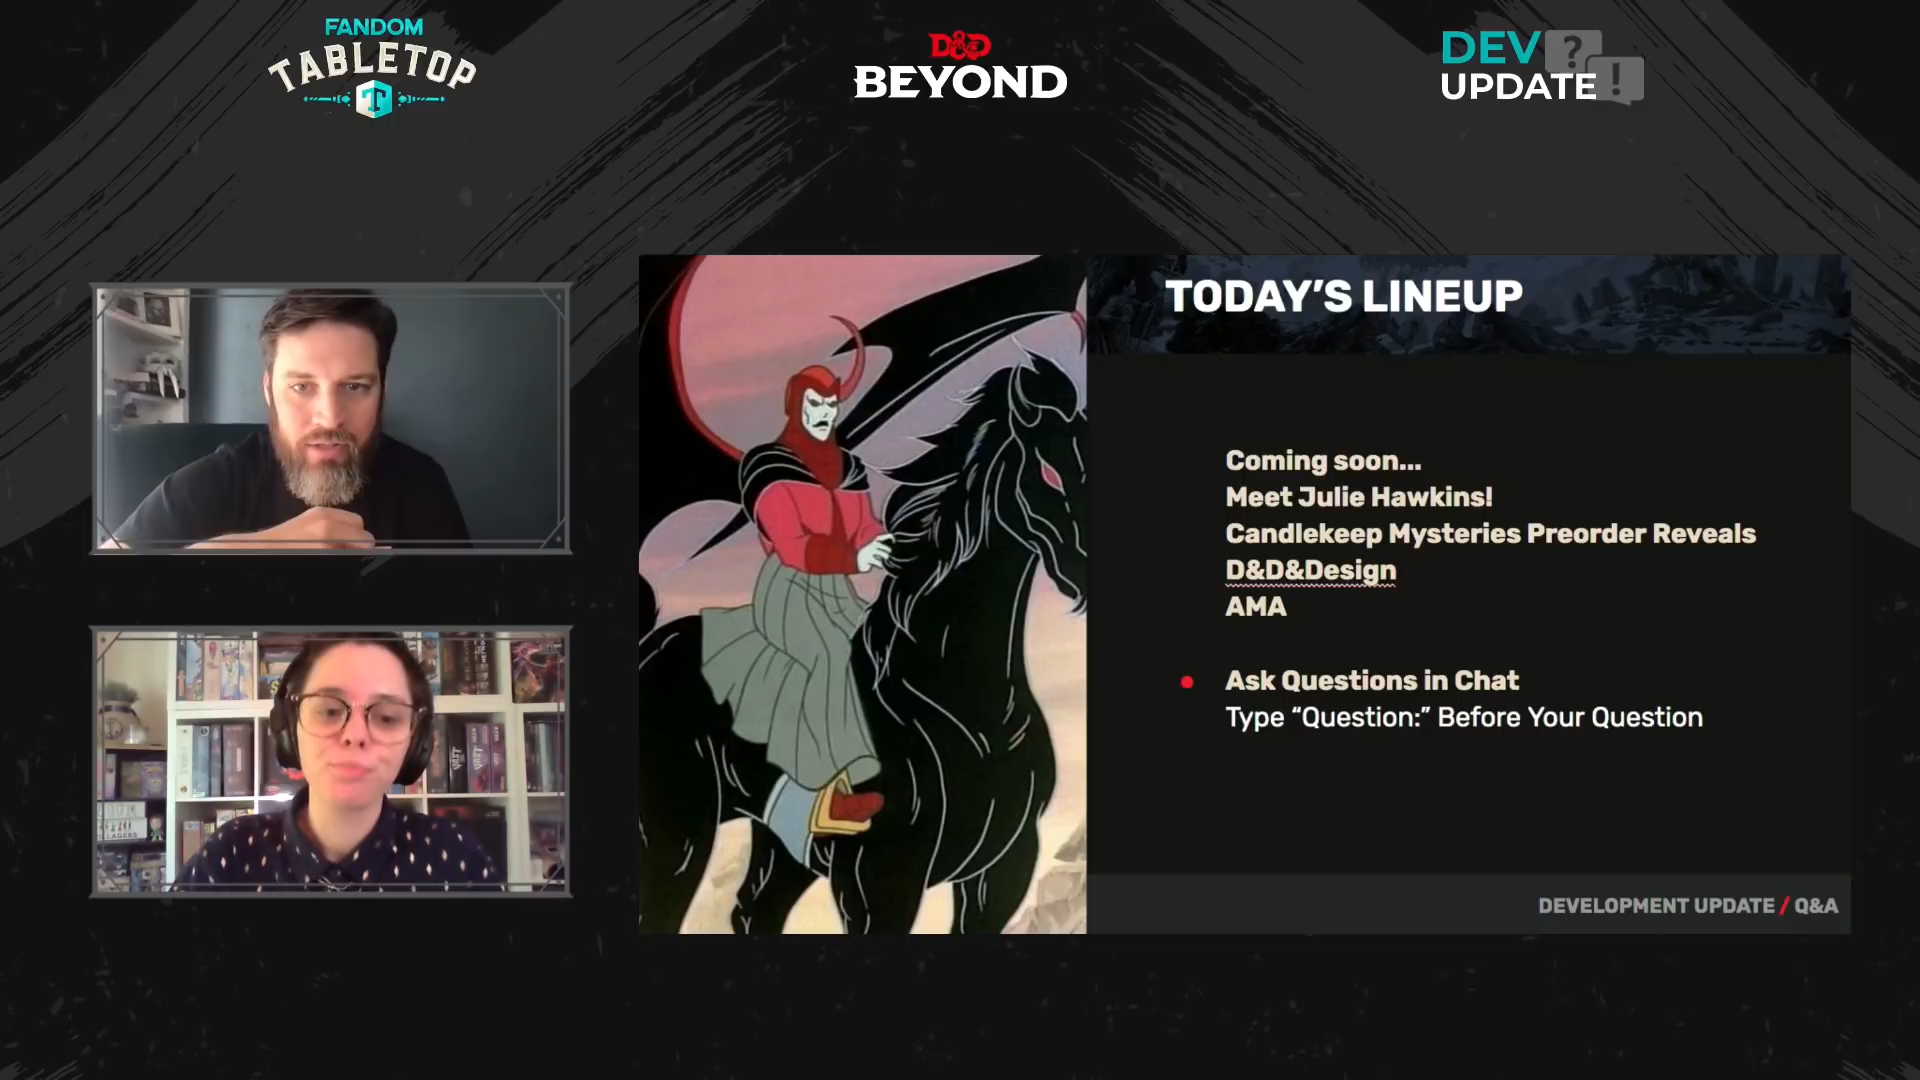 FANDOM
TABLETOP
T
D&D
BEYOND
DEV ?
UPDATE !
TODAY'S LINEUP
Coming soon...
Meet Julie Hawkins!
Candlekeep Mysteries Preorder Reveals
D&D&Design
AMA
Ask Questions in Chat
Type “Question:” Before Your Question
DEVELOPMENT UPDATE / Q&A